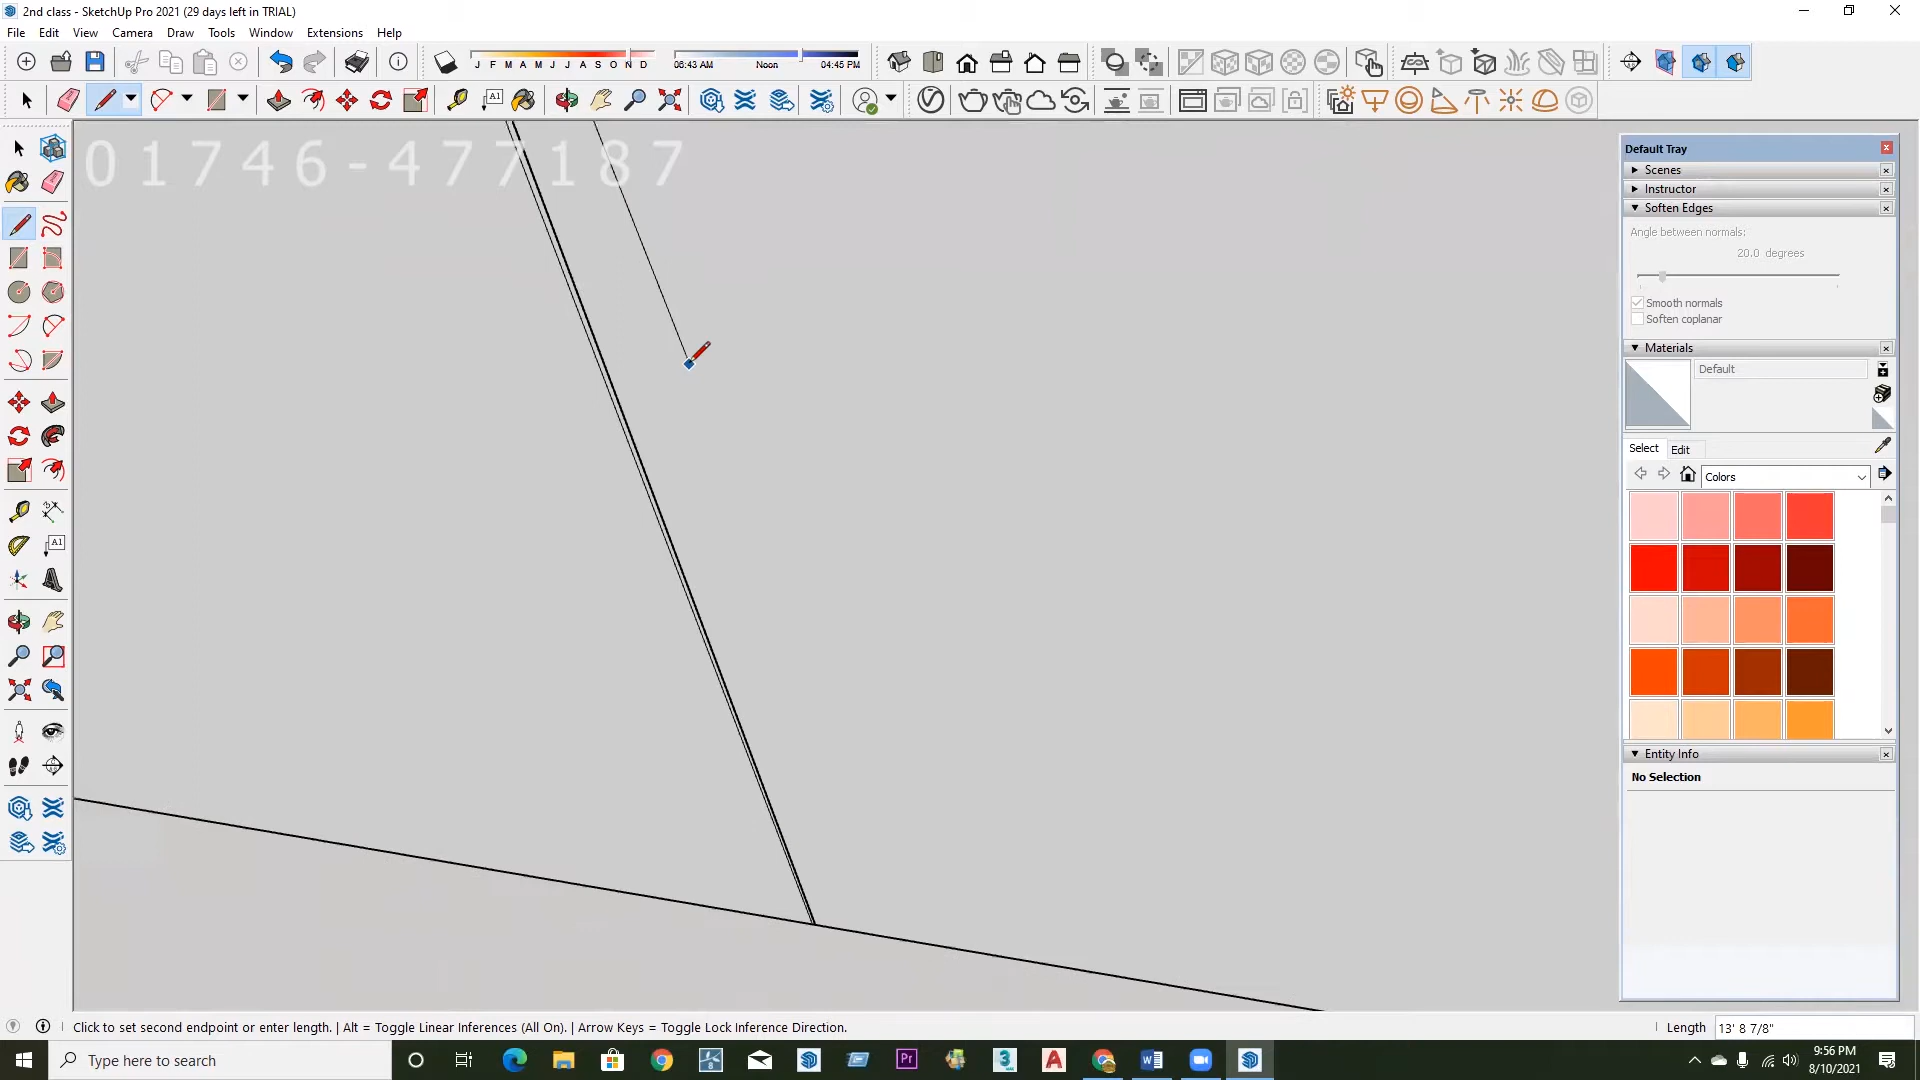 2nd class - SketchUp Pro 2021 (29 days left in TRIAL)
File Edit View Camera Draw Tools Window Extensions Help
J F M A M J J A S O N D 06:43 AM Noon 04:45 PM
A1
01746-477187
Default Tray
Scenes
Instructor
Soften Edges
Angle between normals:
20.0 degrees
Smooth normals
Soften coplanar
Materials
Default
Select Edit
Colors
A1
Entity Info
No Selection
Click to set second endpoint or enter length. | Alt = Toggle Linear Inferences (All On). | Arrow Keys = Toggle Lock Inference Direction.
Length 13' 8 7/8"
Type here to search
Pr
3
A
W
9:56 PM
8/10/2021